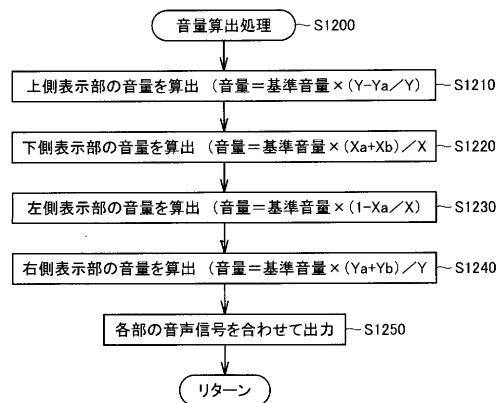 音量算出処理 S1200
上側表示部の音量を算出 (音量=基準音量×(Y-Ya/Y) S1210
下側表示部の音量を算出 (音量=基準音量×(Xa+Xb)/X S1220
左側表示部の音量を算出 (音量=基準音量×(1-Xa/X) S1230
右側表示部の音量を算出 (音量=基準音量×(Ya+Yb)/Y S1240
各部の音声信号を合わせて出力 S1250
リターン